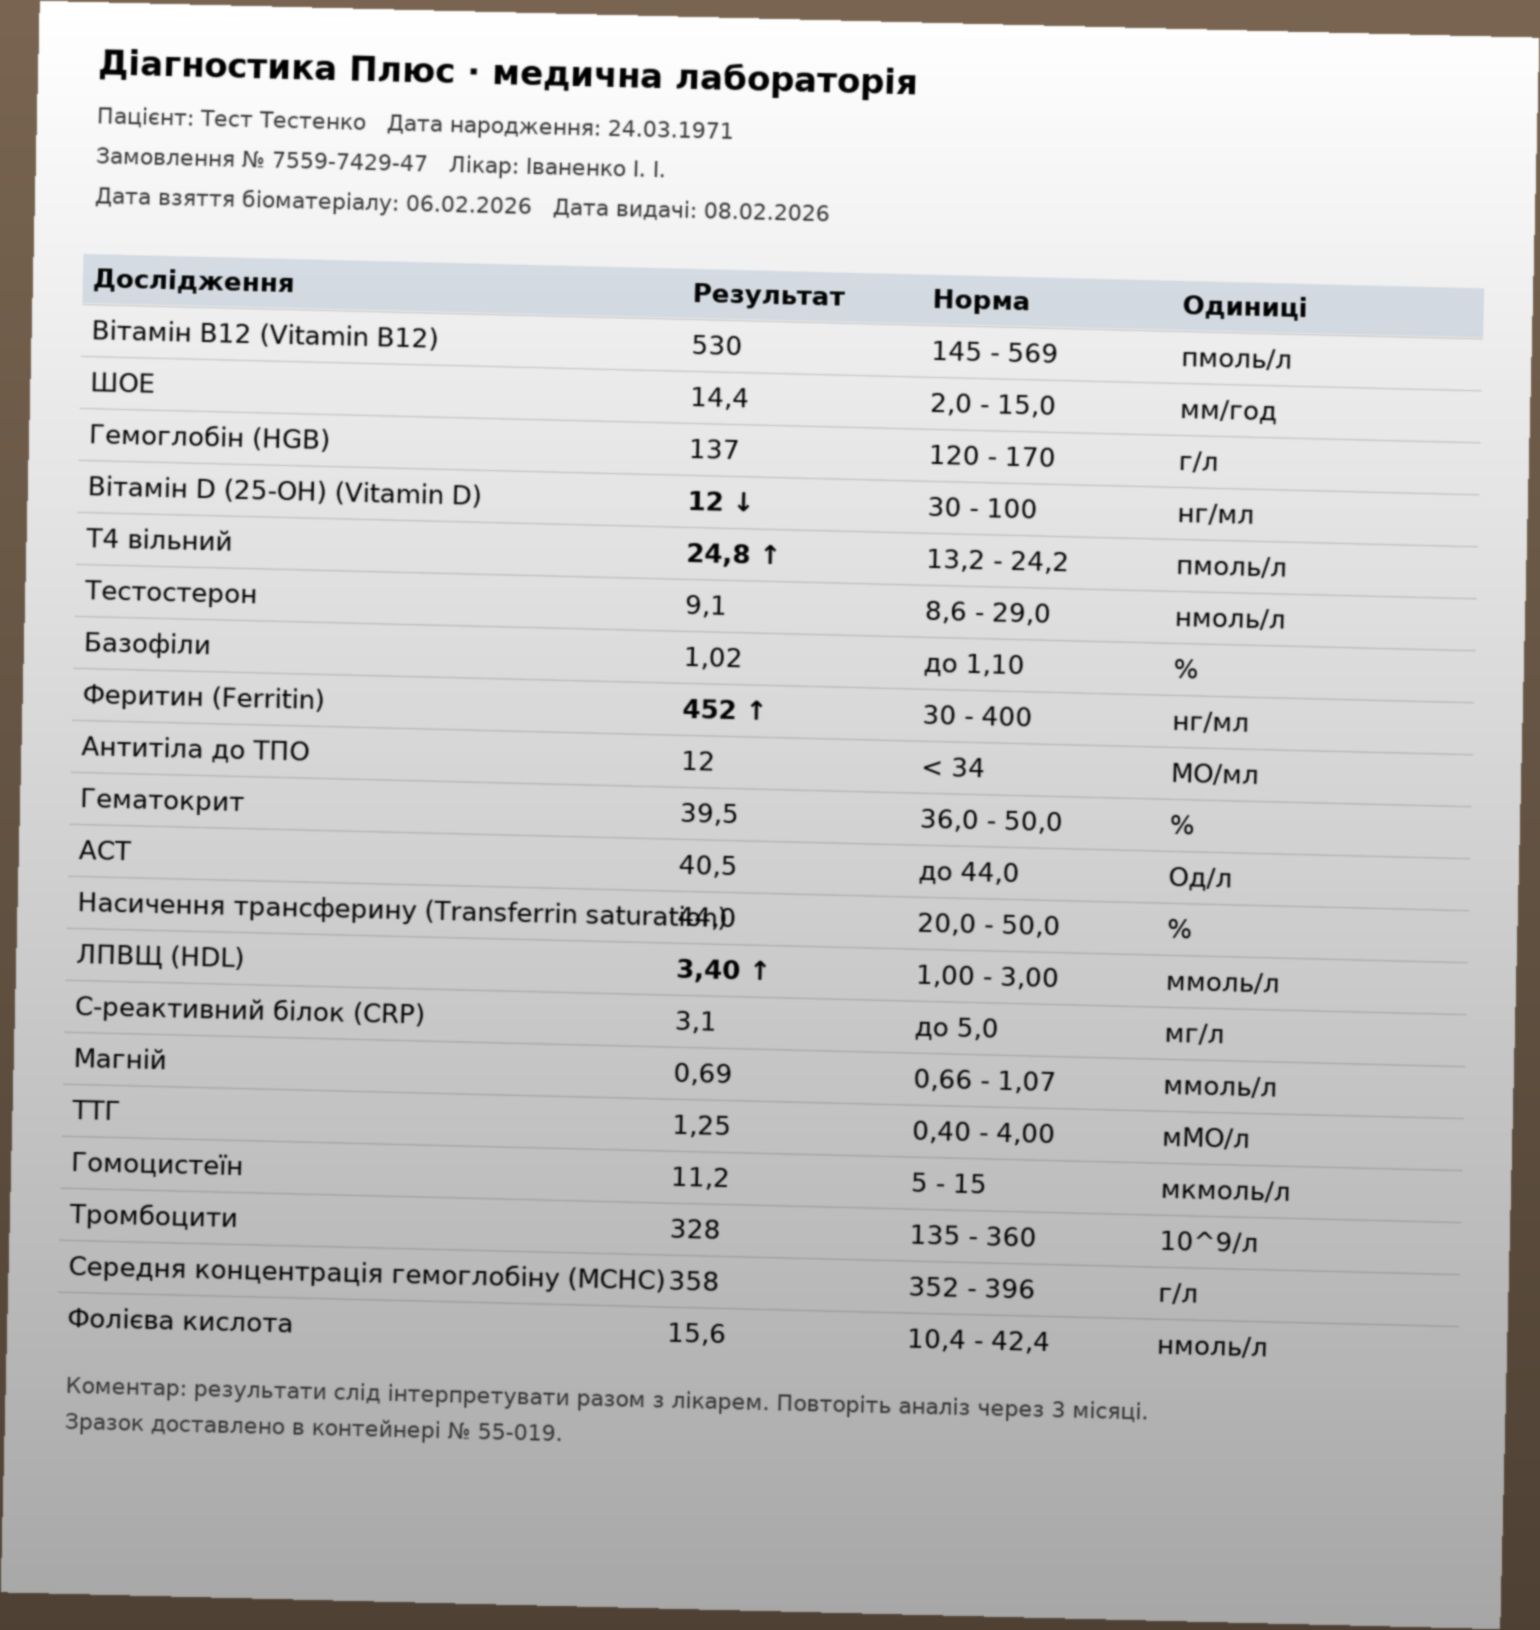 Діагностика Плюс · медична лабораторія
Пацієнт: Тест Тестенко Дата народження: 24.03.1971
Замовлення № 7559-7429-47 Лікар: Іваненко І. І.
Дата взяття біоматеріалу: 06.02.2026 Дата видачі: 08.02.2026
Дослідження Результат Норма Одиниці
Вітамін B12 (Vitamin B12) 530 145 - 569 пмоль/л
ШОЕ 14,4 2,0 - 15,0 мм/год
Гемоглобін (HGB) 137 120 - 170 г/л
Вітамін D (25-OH) (Vitamin D) 12 ↓ 30 - 100 нг/мл
Т4 вільний 24,8 ↑ 13,2 - 24,2 пмоль/л
Тестостерон 9,1 8,6 - 29,0 нмоль/л
Базофіли 1,02 до 1,10 %
Феритин (Ferritin) 452 ↑ 30 - 400 нг/мл
Антитіла до ТПО 12 < 34 МО/мл
Гематокрит 39,5 36,0 - 50,0 %
АСТ 40,5 до 44,0 Од/л
Насичення трансферину (Transferrin saturation) 44,0 20,0 - 50,0 %
ЛПВЩ (HDL) 3,40 ↑ 1,00 - 3,00 ммоль/л
С-реактивний білок (CRP) 3,1 до 5,0 мг/л
Магній 0,69 0,66 - 1,07 ммоль/л
ТТГ 1,25 0,40 - 4,00 мМО/л
Гомоцистеїн 11,2 5 - 15 мкмоль/л
Тромбоцити 328 135 - 360 10^9/л
Середня концентрація гемоглобіну (MCHC) 358 352 - 396 г/л
Фолієва кислота 15,6 10,4 - 42,4 нмоль/л
Коментар: результати слід інтерпретувати разом з лікарем. Повторіть аналіз через 3 місяці.
Зразок доставлено в контейнері № 55-019.